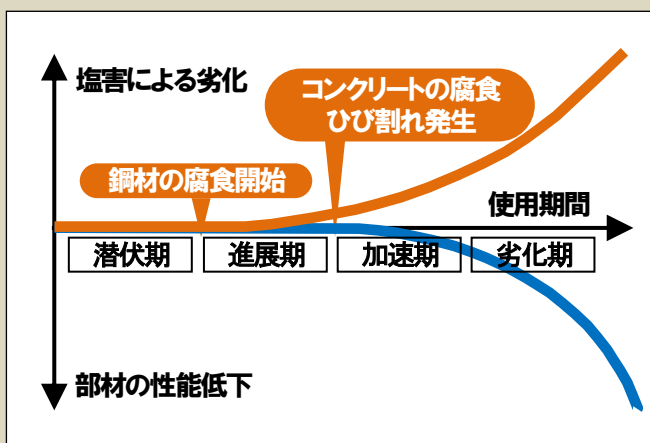 塩害による劣化
コンクリートの腐食
ひび割れ発生
鋼材の腐食開始
使用期間
潜伏期
進展期
加速期
劣化期
部材の性能低下